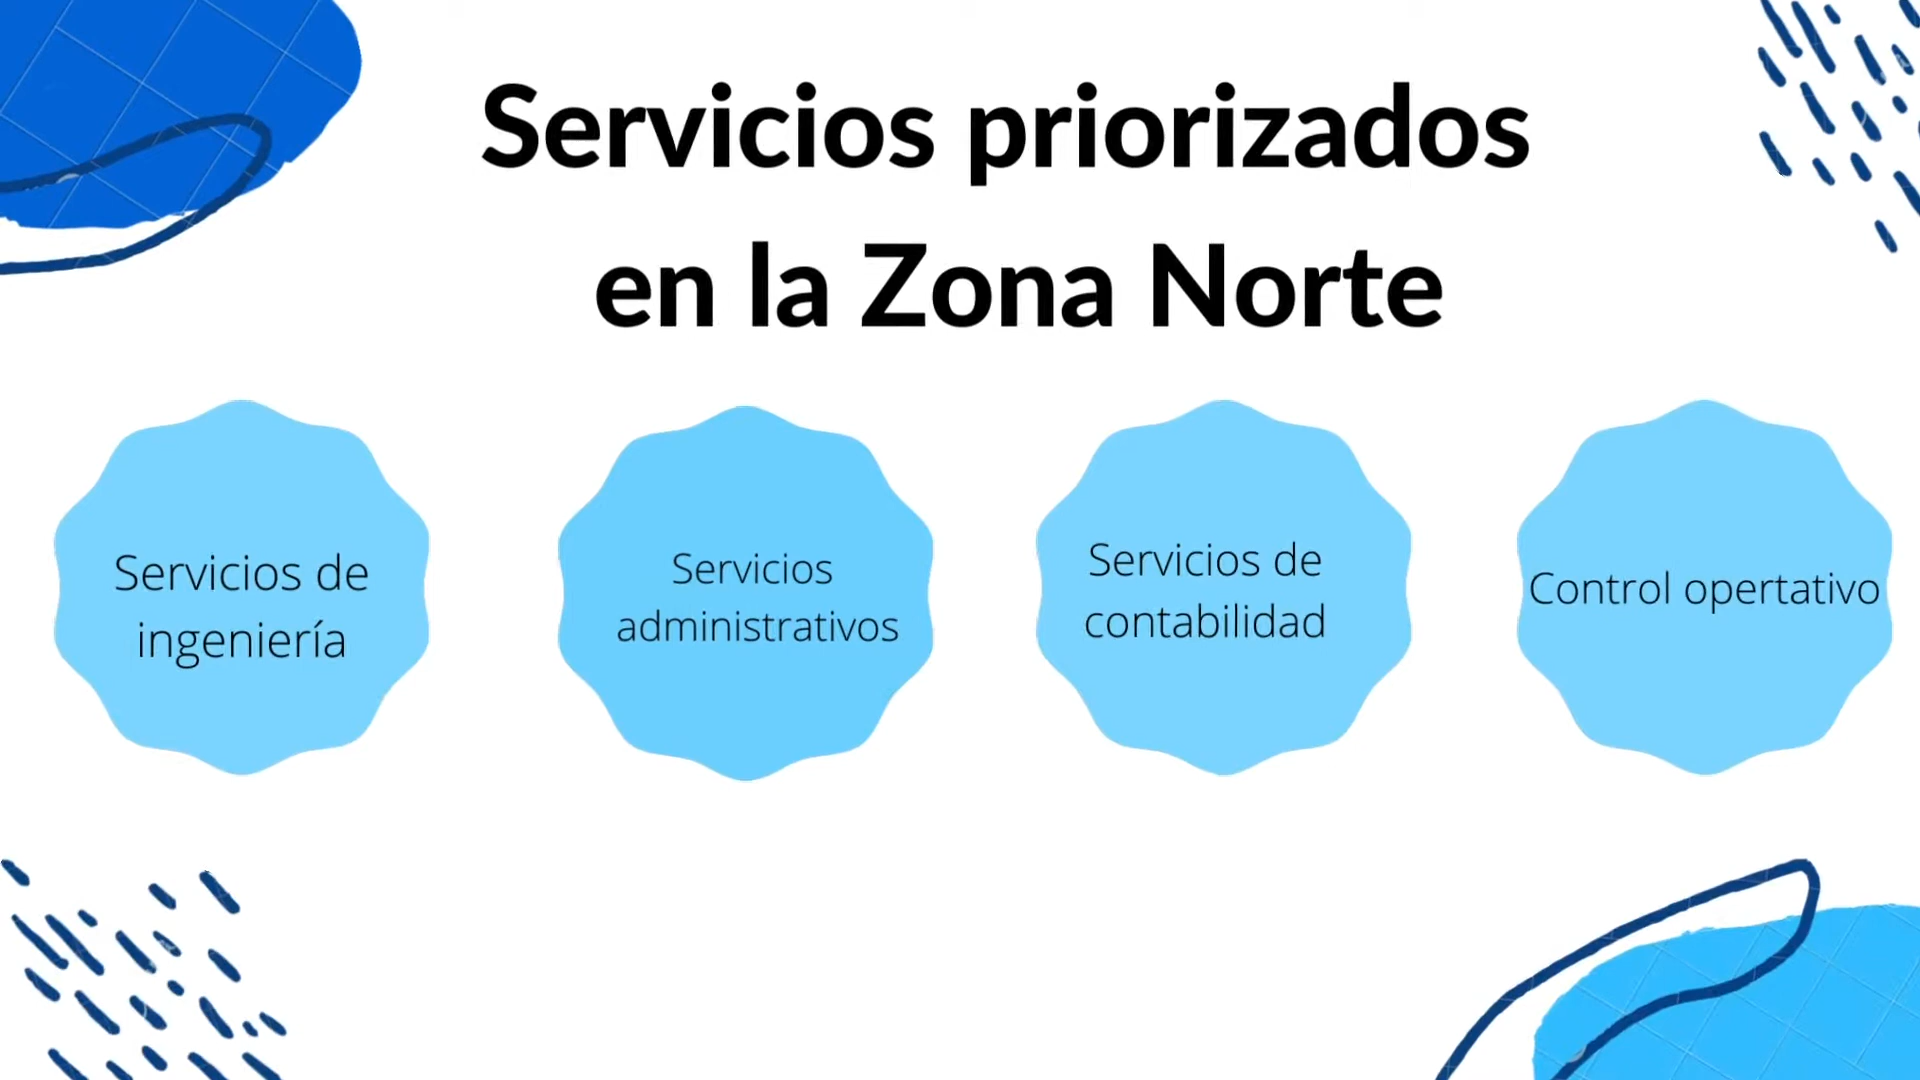 Servicios priorizados
en la Zona Norte
Servicios de
ingeniería
Servicios
administrativos
Servicios de
contabilidad
Control opertativo